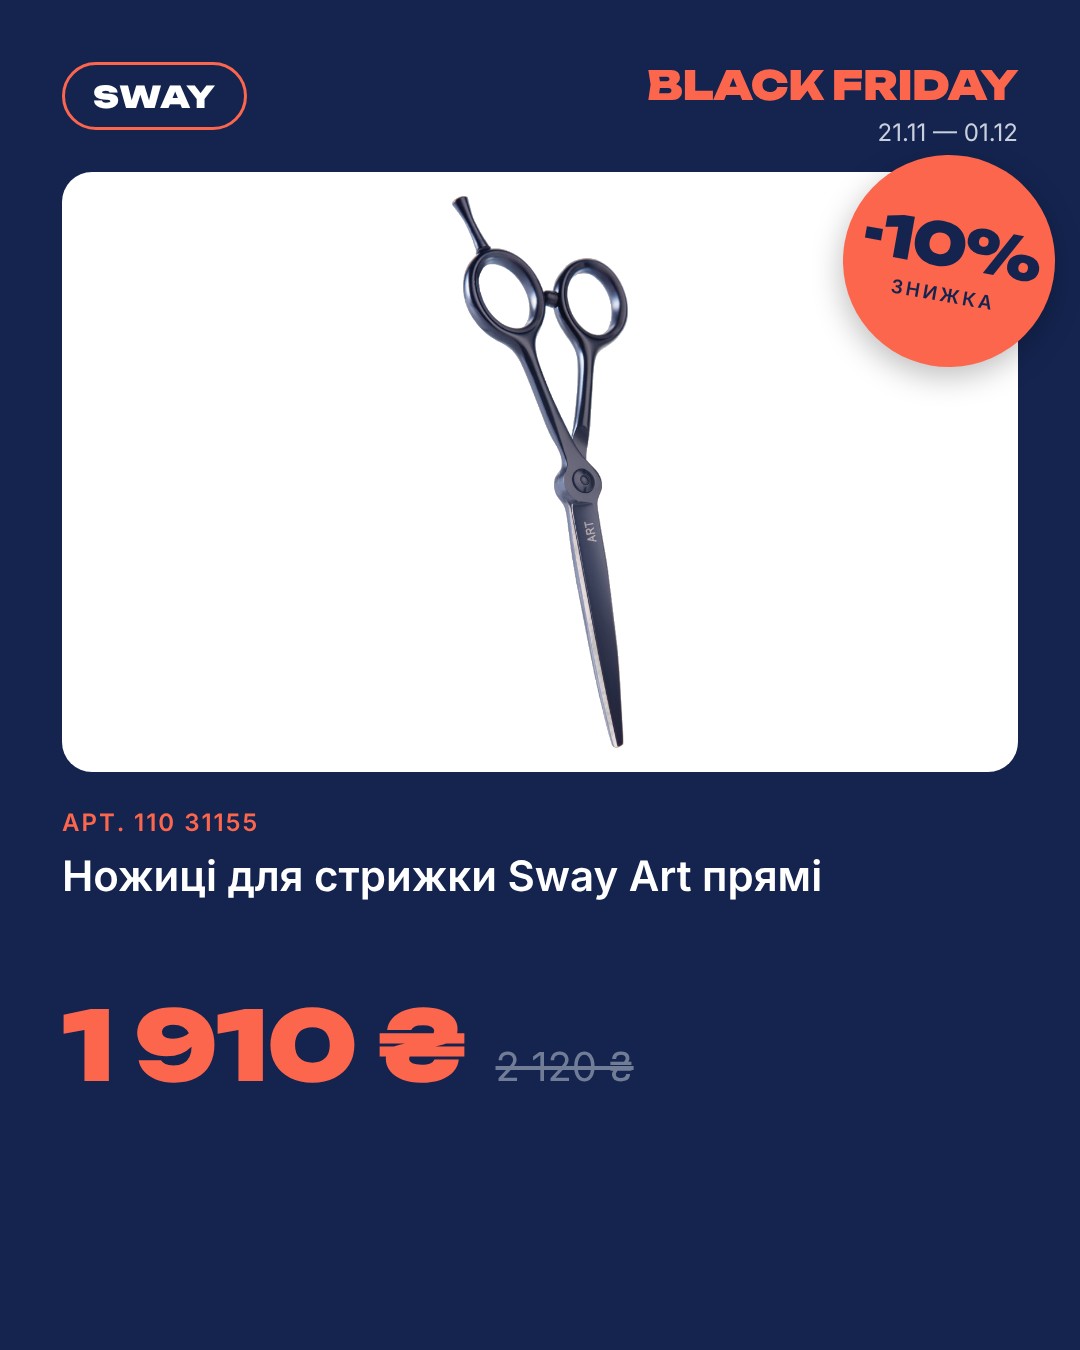 SWAY
BLACK FRIDAY
21.11 — 01.12
-10%
ЗНИЖКА
ART
АРТ. 110 31155
Ножиці для стрижки Sway Art прямі
1 910 ₴
2 120 ₴